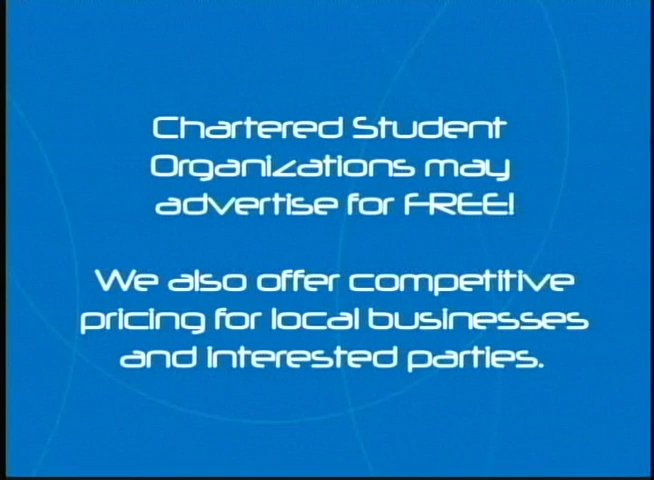 Chartered Student
Organizations may
advertise for FREE!
We also offer competitive
pricing for local businesses
and interested parties.